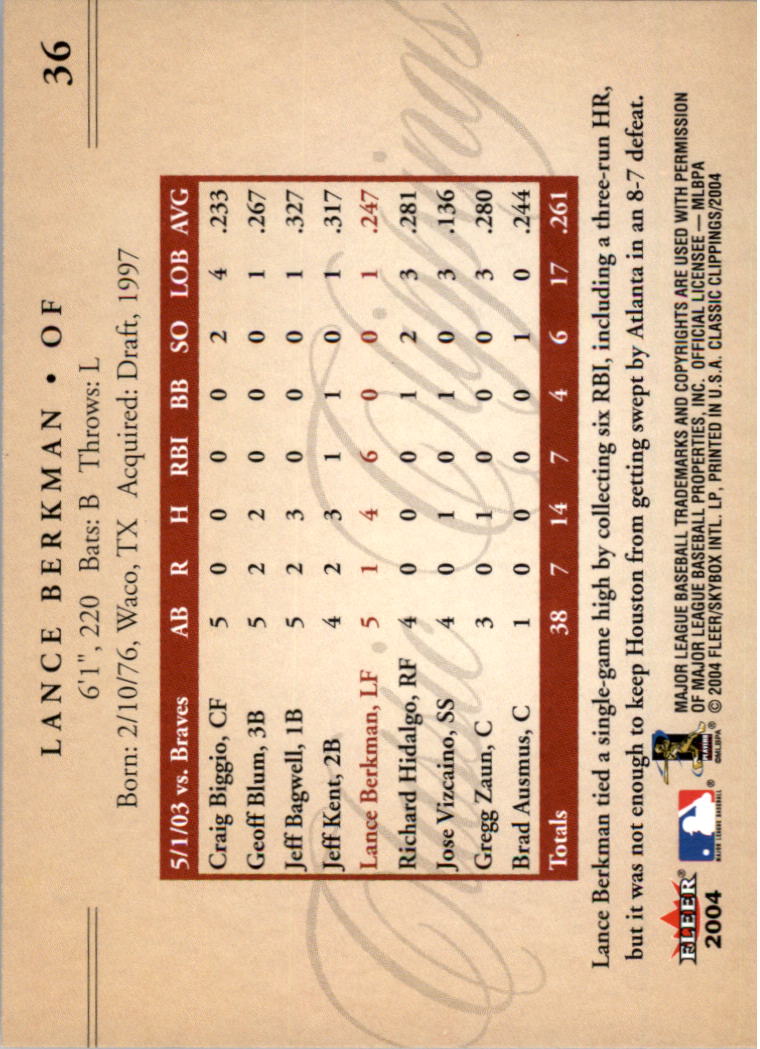 36
LANCE BERKMAN • OF
6'1", 220 Bats: B Throws: L
Born: 2/10/76, Waco, TX Acquired: Draft, 1997
5/1/03 vs. Braves AB R H RBI BB SO LOB AVG
Craig Biggio, CF 5 0 0 0 0 2 4 .233
Geoff Blum, 3B 5 2 2 0 0 0 1 .267
Jeff Bagwell, 1B 5 2 3 0 0 0 1 .327
Jeff Kent, 2B 4 2 3 1 1 0 1 .317
Lance Berkman, LF 5 1 4 6 0 0 1 .247
Richard Hidalgo, RF 4 0 0 0 1 2 3 .281
Jose Vizcaino, SS 4 0 1 0 1 0 3 .136
Gregg Zaun, C 3 0 1 0 0 0 3 .280
Brad Ausmus, C 1 0 0 0 0 1 0 .244
Totals 38 7 14 7 4 6 17 .261
Classic Clippings
Lance Berkman tied a single-game high by collecting six RBI, including a three-run HR,
but it was not enough to keep Houston from getting swept by Atlanta in an 8-7 defeat.
FLEER®
2004
MAJOR LEAGUE BASEBALL ®
PLAYERS
©MLBPA ®
MAJOR LEAGUE BASEBALL TRADEMARKS AND COPYRIGHTS ARE USED WITH PERMISSION
OF MAJOR LEAGUE BASEBALL PROPERTIES, INC. OFFICIAL LICENSEE — MLBPA
© 2004 FLEER/SKYBOX INTL. LP, PRINTED IN U.S.A. CLASSIC CLIPPINGS/2004